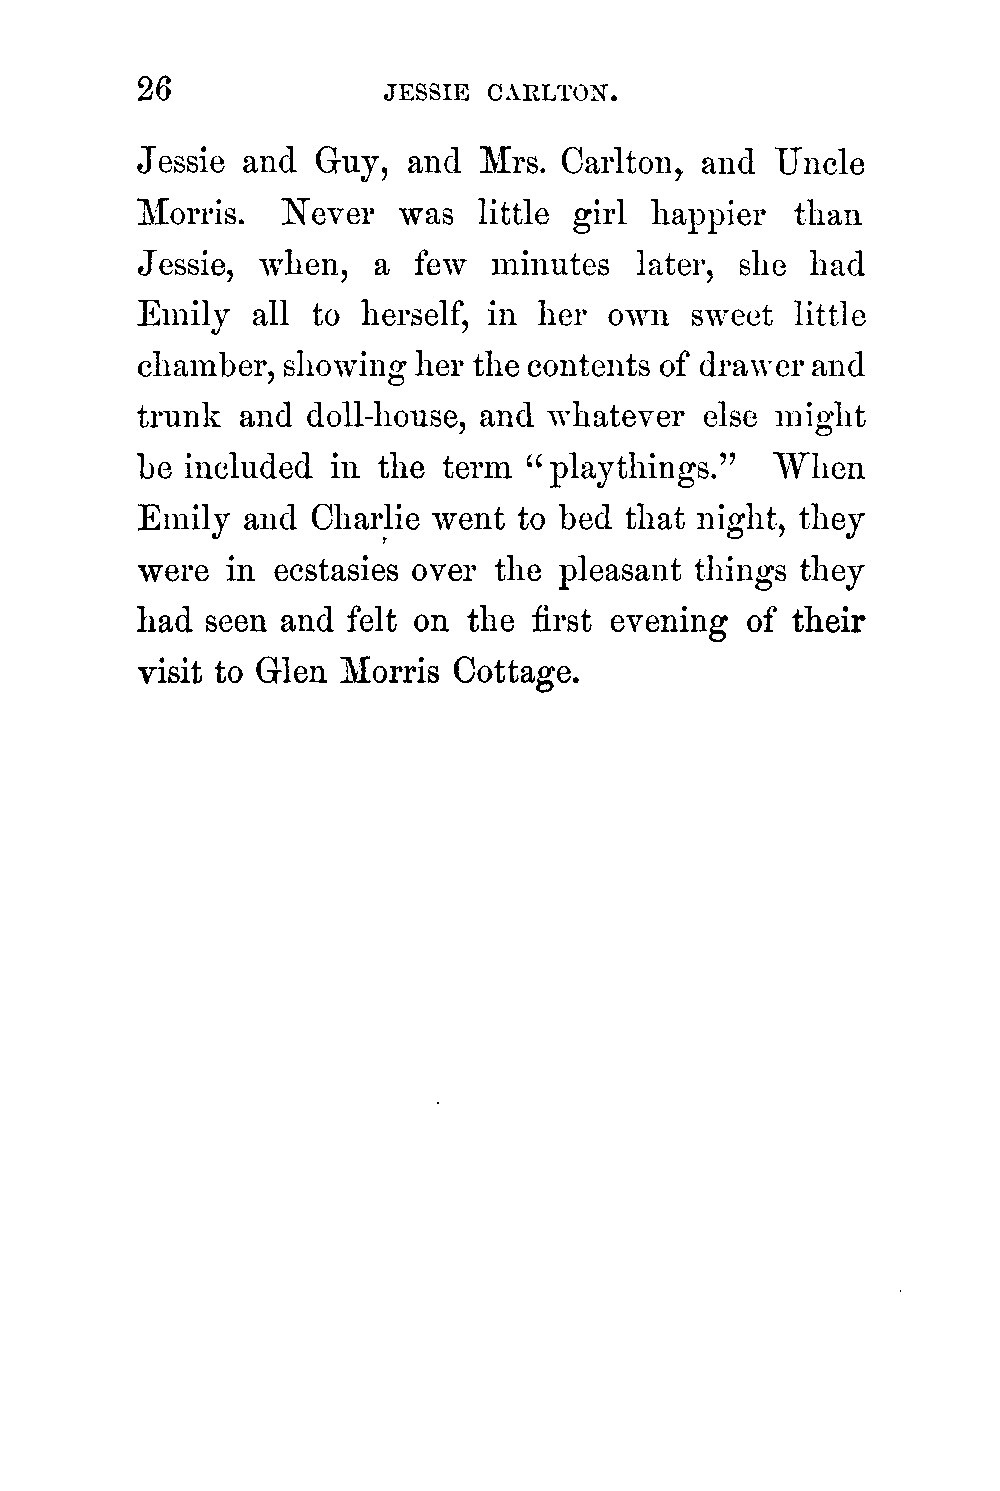 26 JESSIE CARLTON.
Jessie and Guy, and Mrs. Carlton, and Uncle
Morris. Never was little girl happier than
Jessie, when, a few minutes later, she had
Emily all to herself, in her own sweet little
chamber, showing her the contents of drawer and
trunk and doll-house, and whatever else might
be included in the term “playthings.” When
Emily and Charlie went to bed that night, they
were in ecstasies over the pleasant things they
had seen and felt on the first evening of their
visit to Glen Morris Cottage.